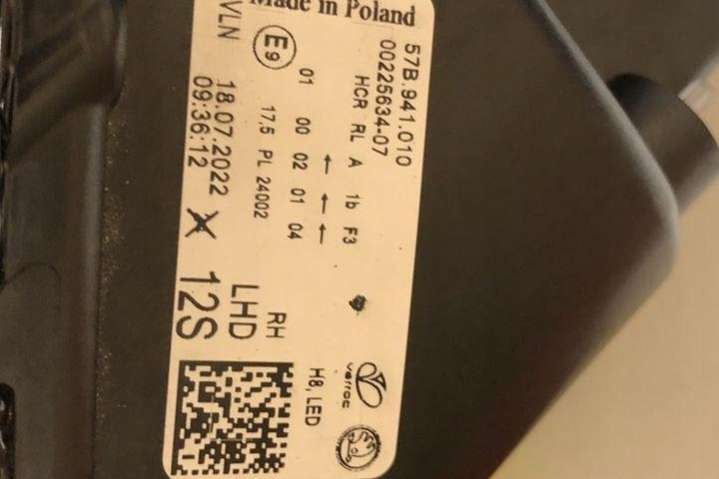 Made in Poland
57B.941.010
00225634-07
HCR RL A 1b F3
← ← ←
01 00 02 01 04
E9
17.5 PL 24002
VLN
18.07.2022
09:36:12
X
RH
LHD
12S
varroc
H8, LED